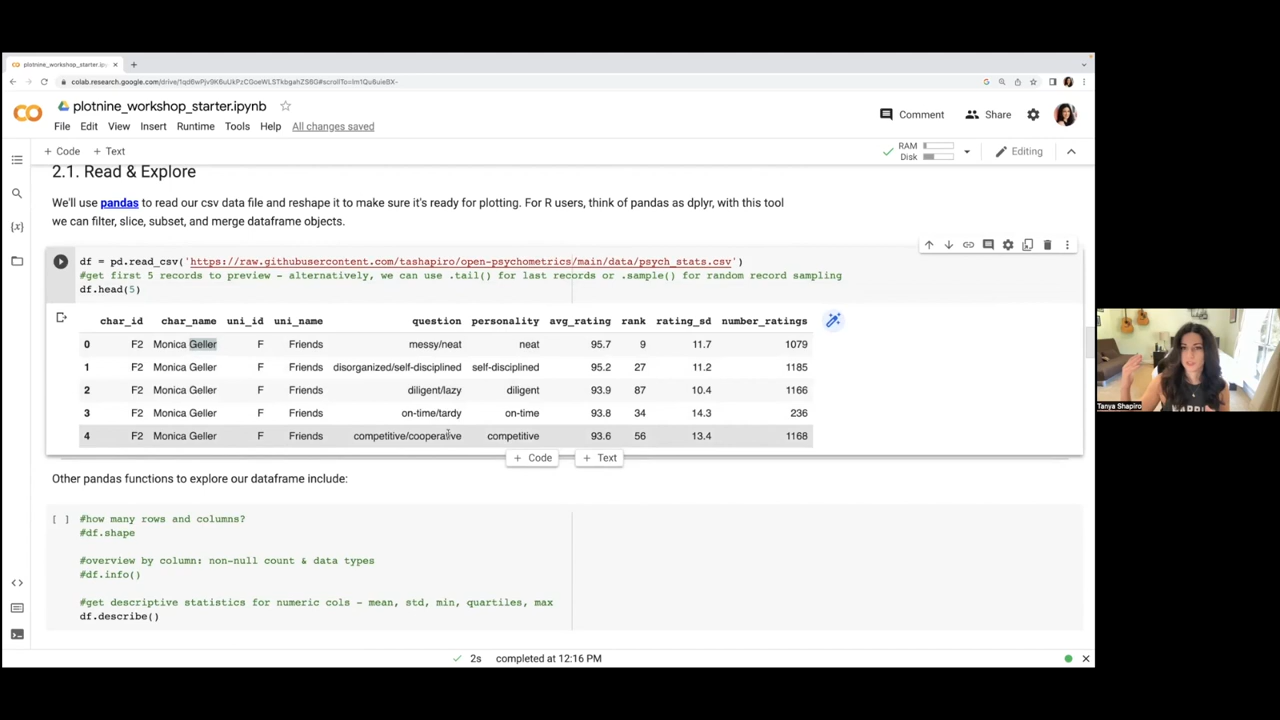 plotnine_workshop_starter.ipy
colab.research.google.com/drive/
plotnine_workshop_starter.ipynb
File Edit View Insert Runtime Tools Help All changes saved
Comment Share
+ Code + Text
RAM
Disk
Editing
2.1. Read & Explore
We'll use pandas to read our csv data file and reshape it to make sure it's ready for plotting. For R users, think of pandas as dplyr, with this tool
we can filter, slice, subset, and merge dataframe objects.
df = pd.read_csv('https://raw.githubusercontent.com/tashapiro/open-psychometrics/main/data/psych_stats.csv')
#get first 5 records to preview - alternatively, we can use .tail() for last records or .sample() for random record sampling
df.head(5)
char_id char_name uni_id uni_name question personality avg_rating rank rating_sd number_ratings
0 F2 Monica Geller F Friends messy/neat neat 95.7 9 11.7 1079
1 F2 Monica Geller F Friends disorganized/self-disciplined self-disciplined 95.2 27 11.2 1185
2 F2 Monica Geller F Friends diligent/lazy diligent 93.9 87 10.4 1166
3 F2 Monica Geller F Friends on-time/tardy on-time 93.8 34 14.3 236
4 F2 Monica Geller F Friends competitive/cooperative competitive 93.6 56 13.4 1168
+ Code + Text
Other pandas functions to explore our dataframe include:
[ ] #how many rows and columns?
#df.shape
#overview by column: non-null count & data types
#df.info()
#get descriptive statistics for numeric cols - mean, std, min, quartiles, max
df.describe()
2s completed at 12:16 PM
Tanya Shapiro